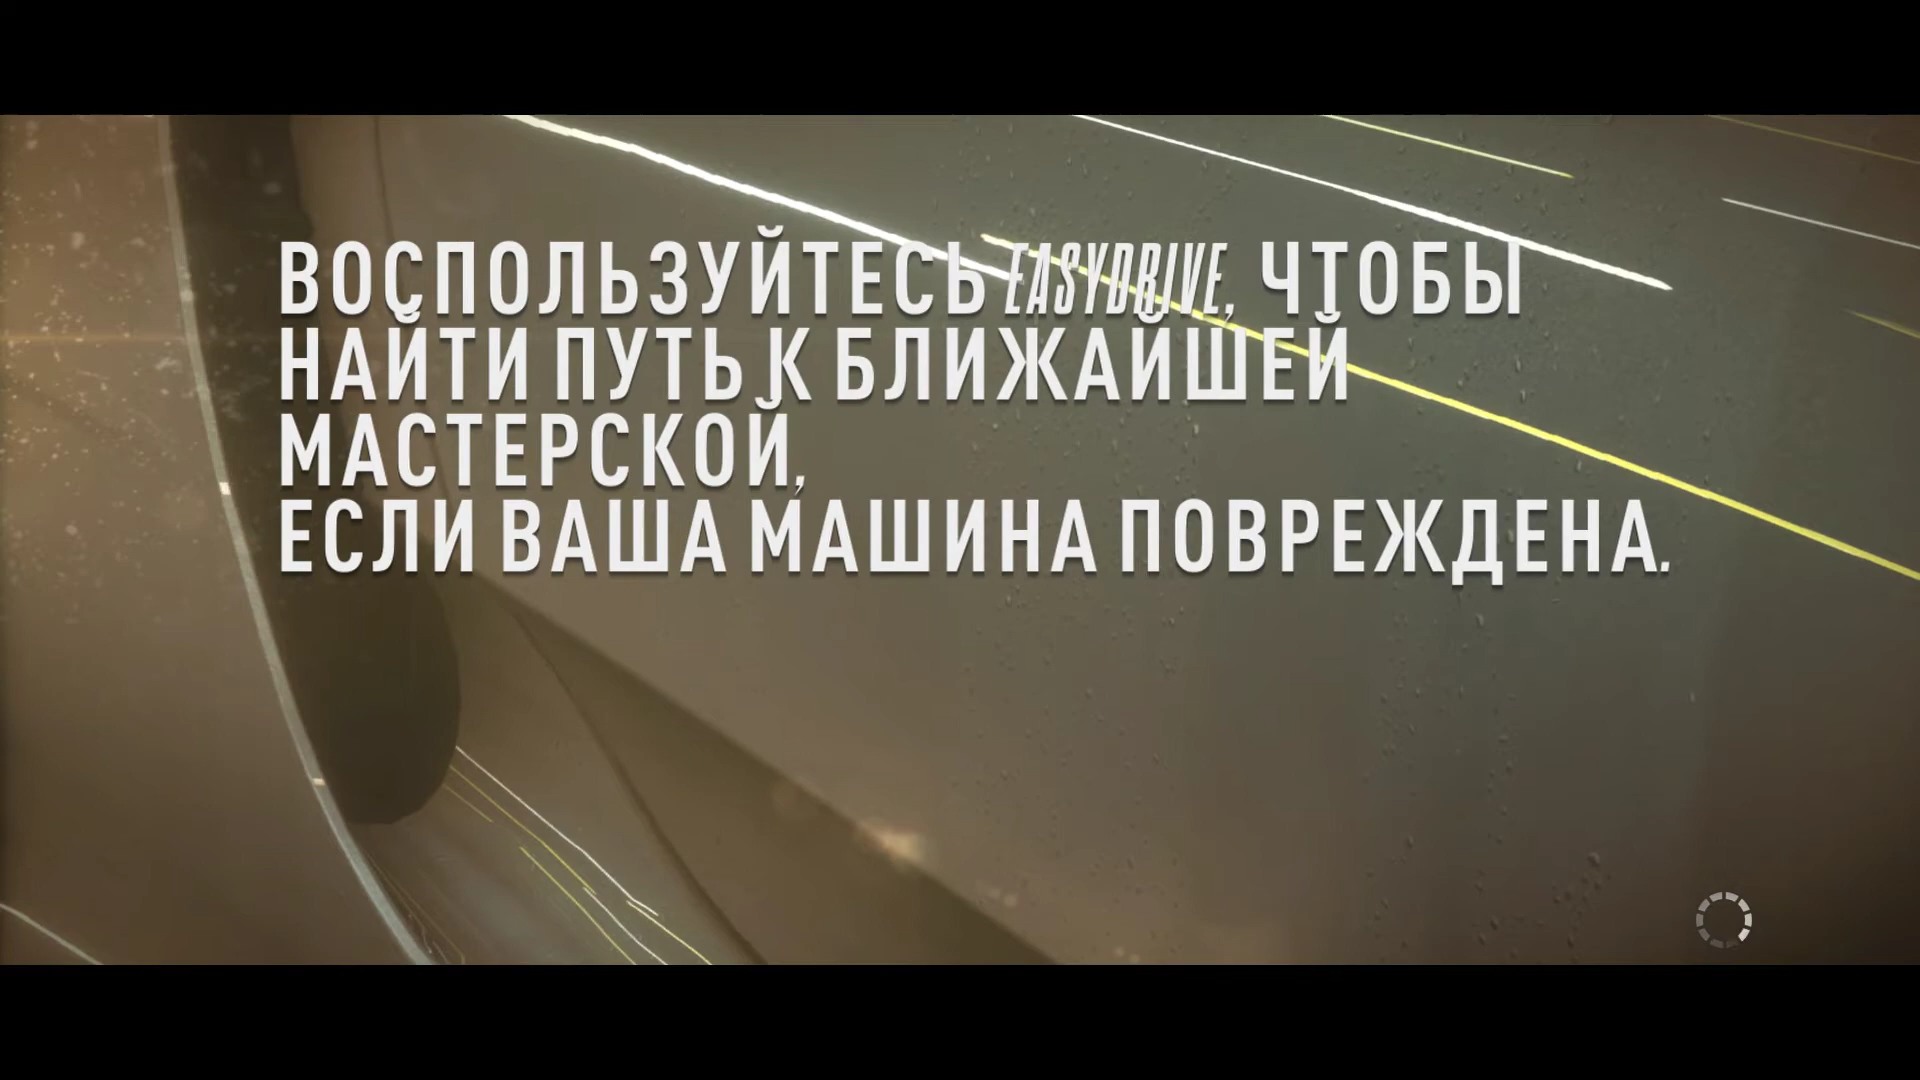 ВОСПОЛЬЗУЙТЕСЬ EASYDRIVE, ЧТОБЫ
НАЙТИ ПУТЬ К БЛИЖАЙШЕЙ
МАСТЕРСКОЙ,
ЕСЛИ ВАША МАШИНА ПОВРЕЖДЕНА.